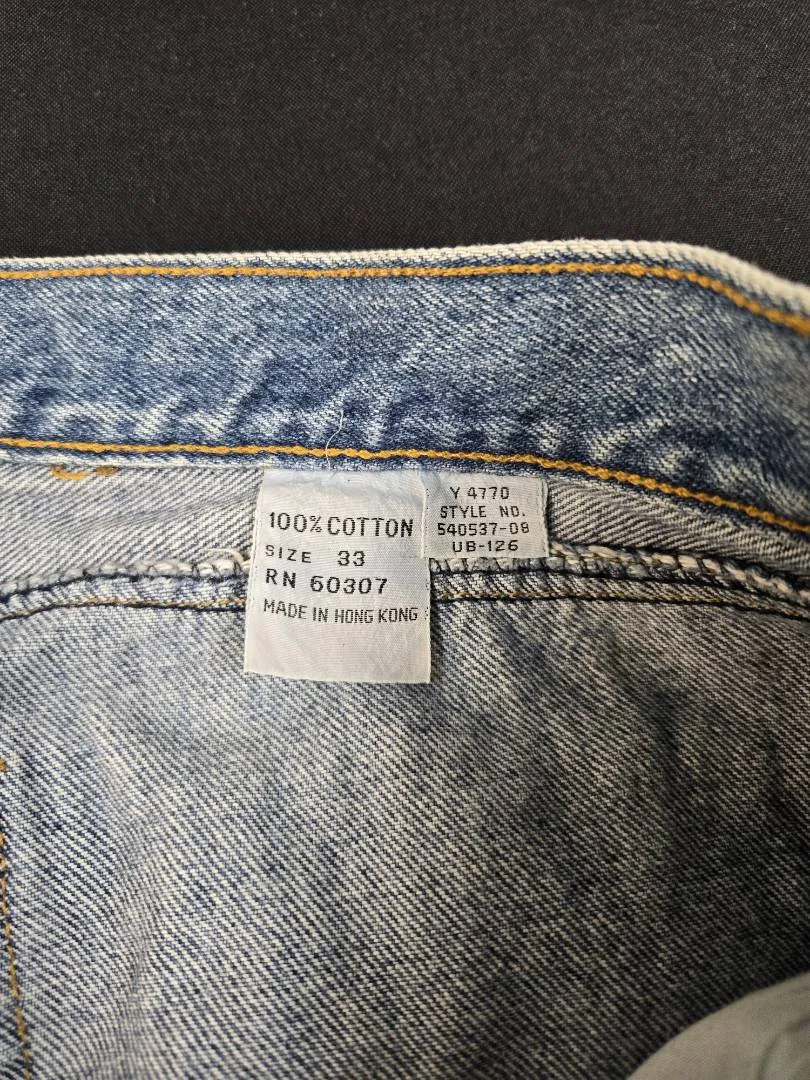 100% COTTON
SIZE 33
RN 60307
MADE IN HONG KONG
Y 4770
STYLE NO.
540537-08
UB-126